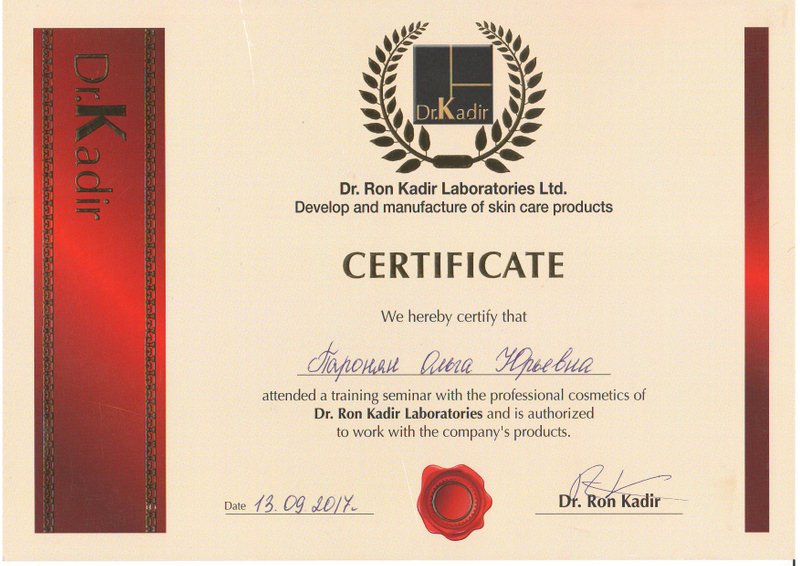 Dr.Kadir
Dr.Kadir
Dr. Ron Kadir Laboratories Ltd.
Develop and manufacture of skin care products
CERTIFICATE
We hereby certify that
Паронян Ольга Юрьевна
attended a training seminar with the professional cosmetics of
Dr. Ron Kadir Laboratories and is authorized
to work with the company's products.
Date 13.09.2017г.
Dr. Ron Kadir